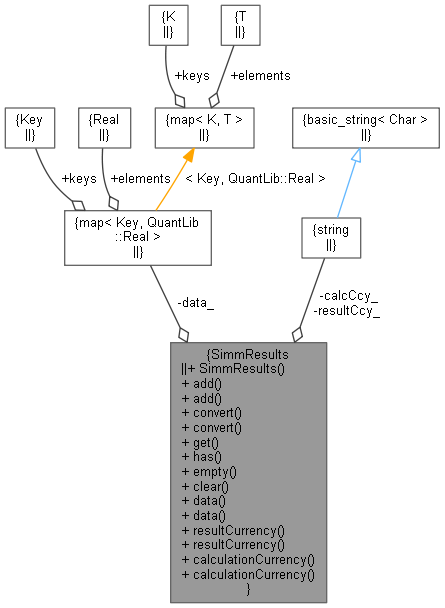 {K
||}
{T
||}
+keys
+elements
{Key
||}
{Real
||}
{map< K, T >
||}
{basic_string< Char >
||}
+keys
+elements
< Key, QuantLib::Real >
{map< Key, QuantLib
::Real >
||}
{string
||}
-data_
-calcCcy_
-resultCcy_
{SimmResults
||+ SimmResults()
+ add()
+ add()
+ convert()
+ convert()
+ get()
+ has()
+ empty()
+ clear()
+ data()
+ data()
+ resultCurrency()
+ resultCurrency()
+ calculationCurrency()
+ calculationCurrency()
}